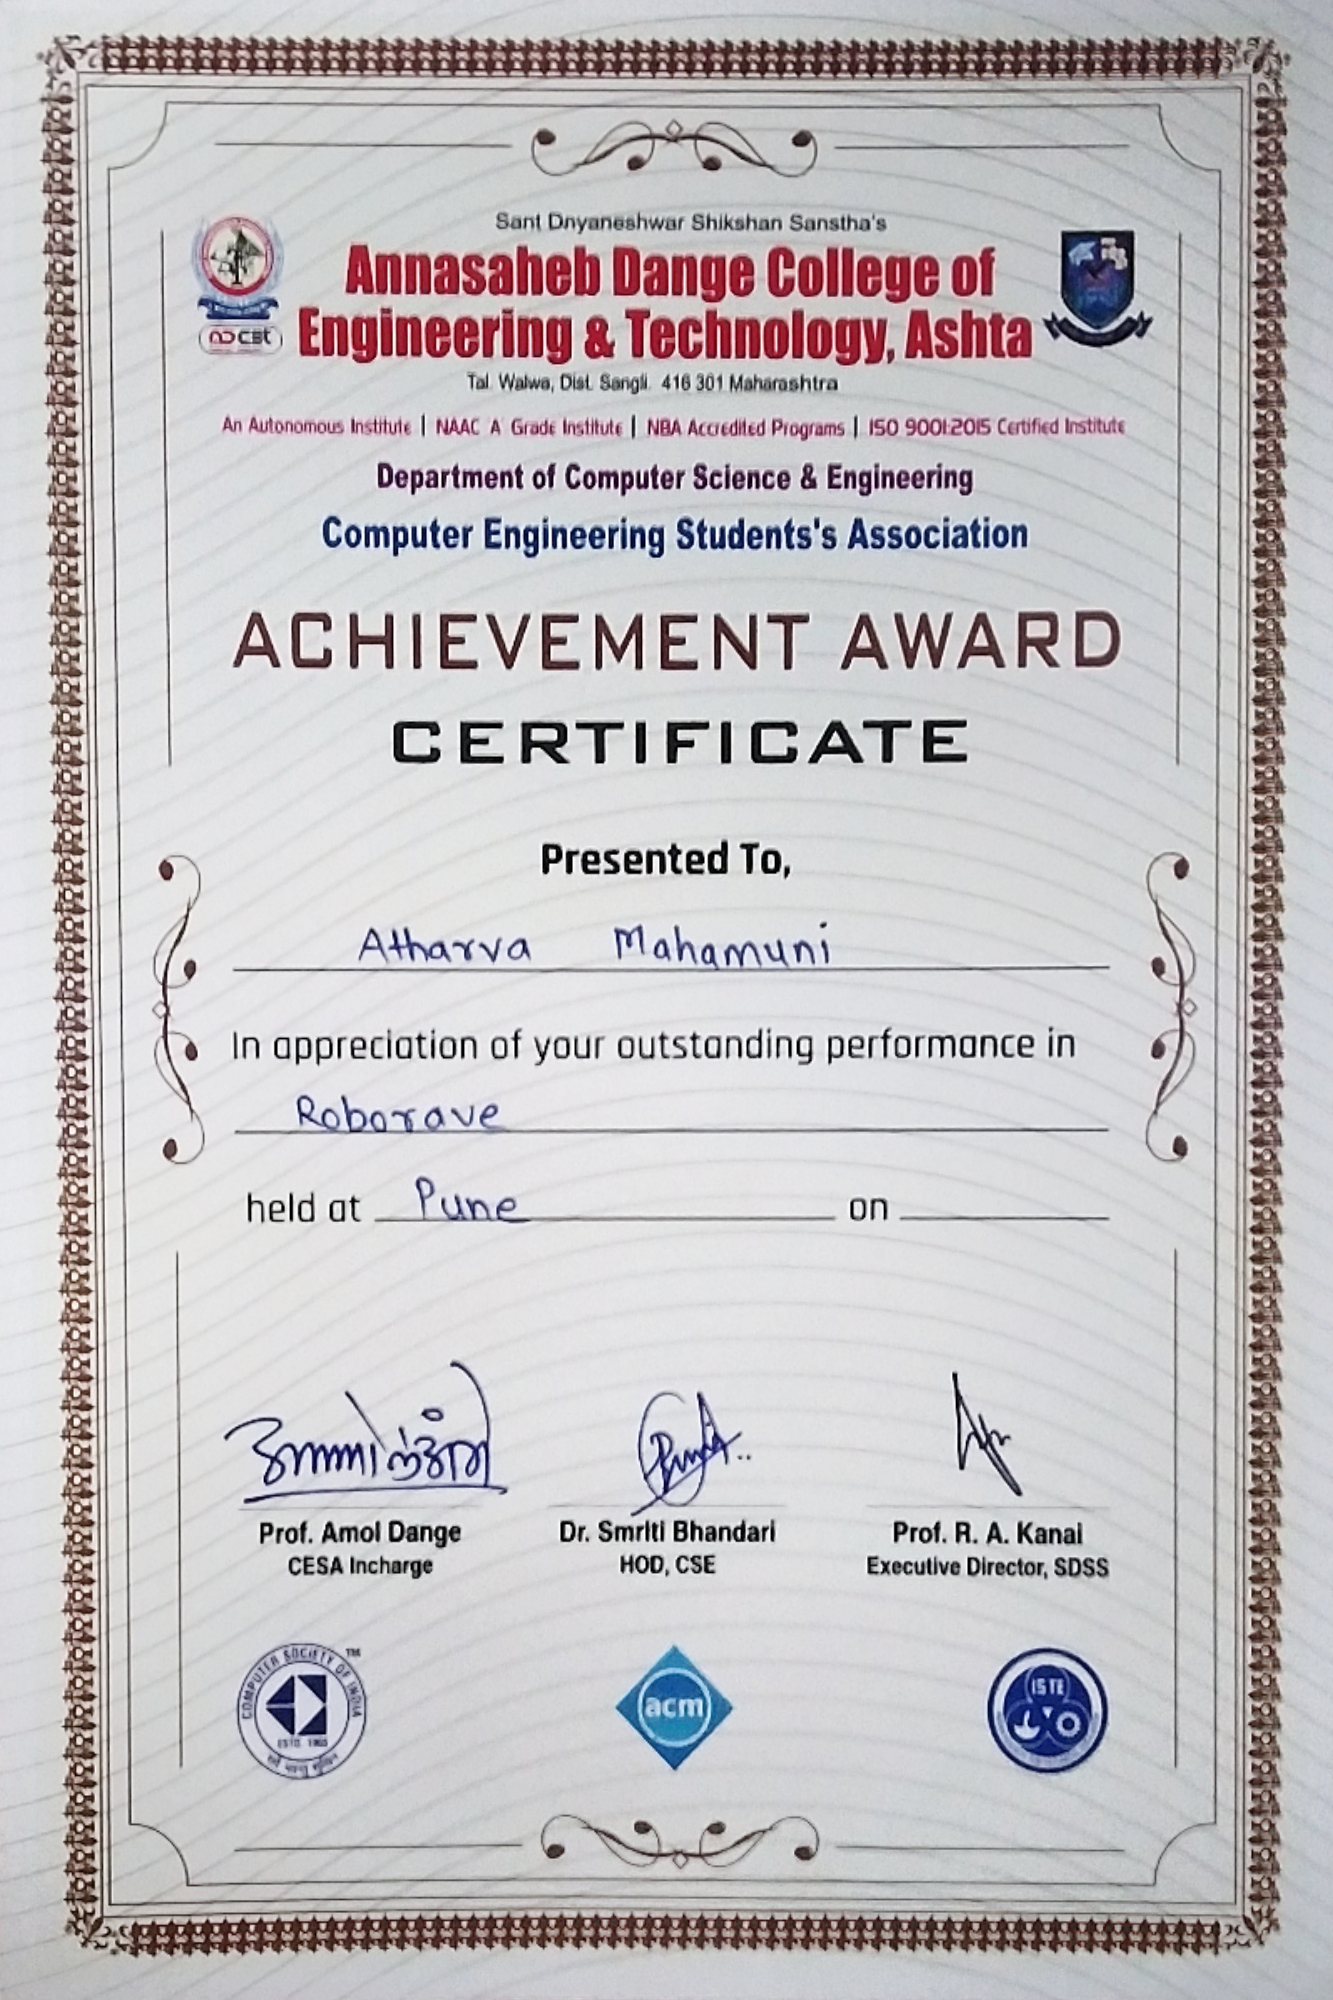 Sant Dnyaneshwar Shikshan Sanstha's
Annasaheb Dange College of
Engineering & Technology, Ashta
Tal. Walwa, Dist. Sangli. 416 301 Maharashtra
An Autonomous Institute | NAAC 'A' Grade Institute | NBA Accredited Programs | ISO 9001:2015 Certified Institute
Department of Computer Science & Engineering
Computer Engineering Students's Association
ACHIEVEMENT AWARD
CERTIFICATE
Presented To,
Atharva Mahamuni
In appreciation of your outstanding performance in
Roborave
held at Pune on
Prof. Amol Dange
CESA Incharge
Dr. Smriti Bhandari
HOD, CSE
Prof. R. A. Kanai
Executive Director, SDSS
COMPUTER SOCIETY OF INDIA
TM
ESTD 1965
acm
ISTE